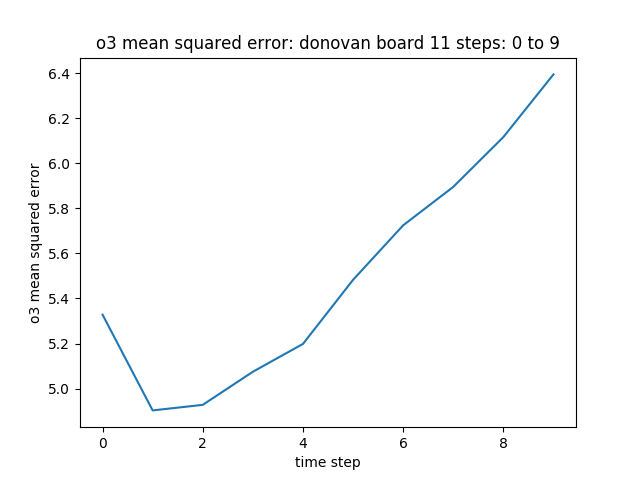 o3 mean squared error: donovan board 11 steps: 0 to 9
o3 mean squared error
6.4
6.2
6.0
5.8
5.6
5.4
5.2
5.0
0 2 4 6 8
time step